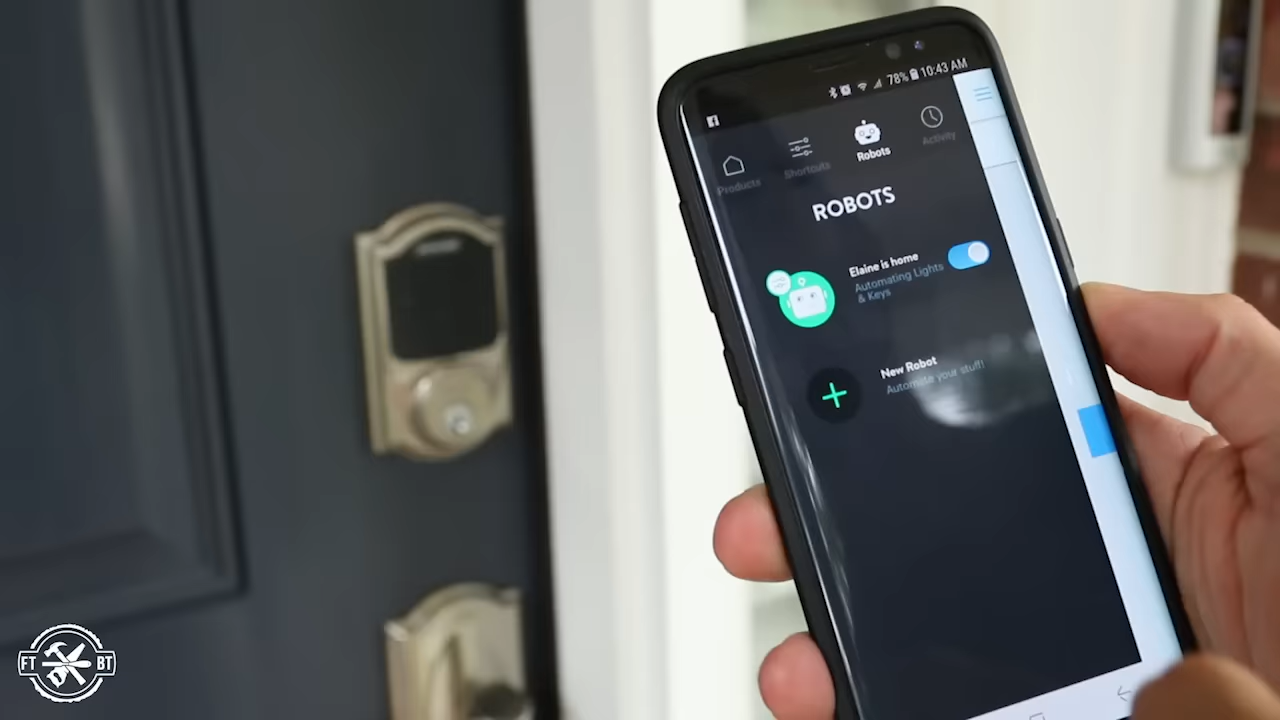 78% 10:43 AM
Products
Shortcuts
Robots
Activity
ROBOTS
Elaine is home
Automating Lights
& Keys
New Robot
Automate your stuff!
FT BT